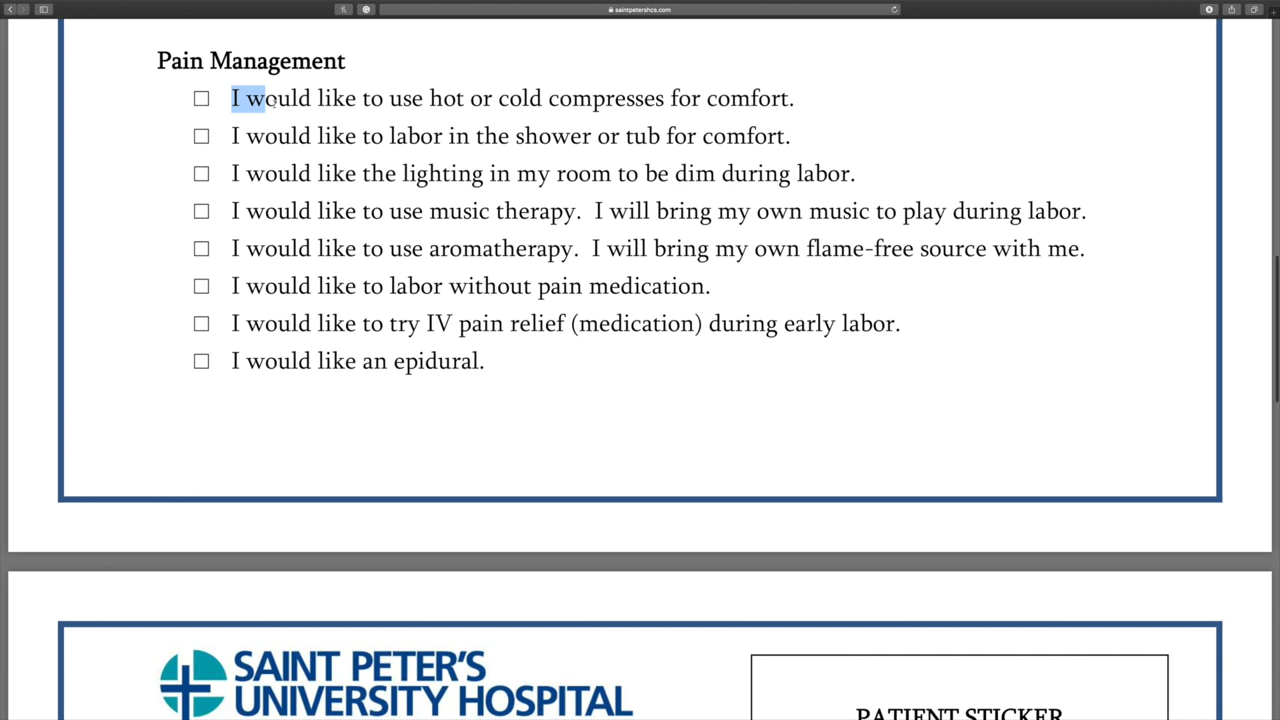 saintpetershcs.com
Pain Management
I would like to use hot or cold compresses for comfort.
I would like to labor in the shower or tub for comfort.
I would like the lighting in my room to be dim during labor.
I would like to use music therapy.  I will bring my own music to play during labor.
I would like to use aromatherapy.  I will bring my own flame-free source with me.
I would like to labor without pain medication.
I would like to try IV pain relief (medication) during early labor.
I would like an epidural.
SAINT PETER'S
UNIVERSITY HOSPITAL
PATIENT STICKER